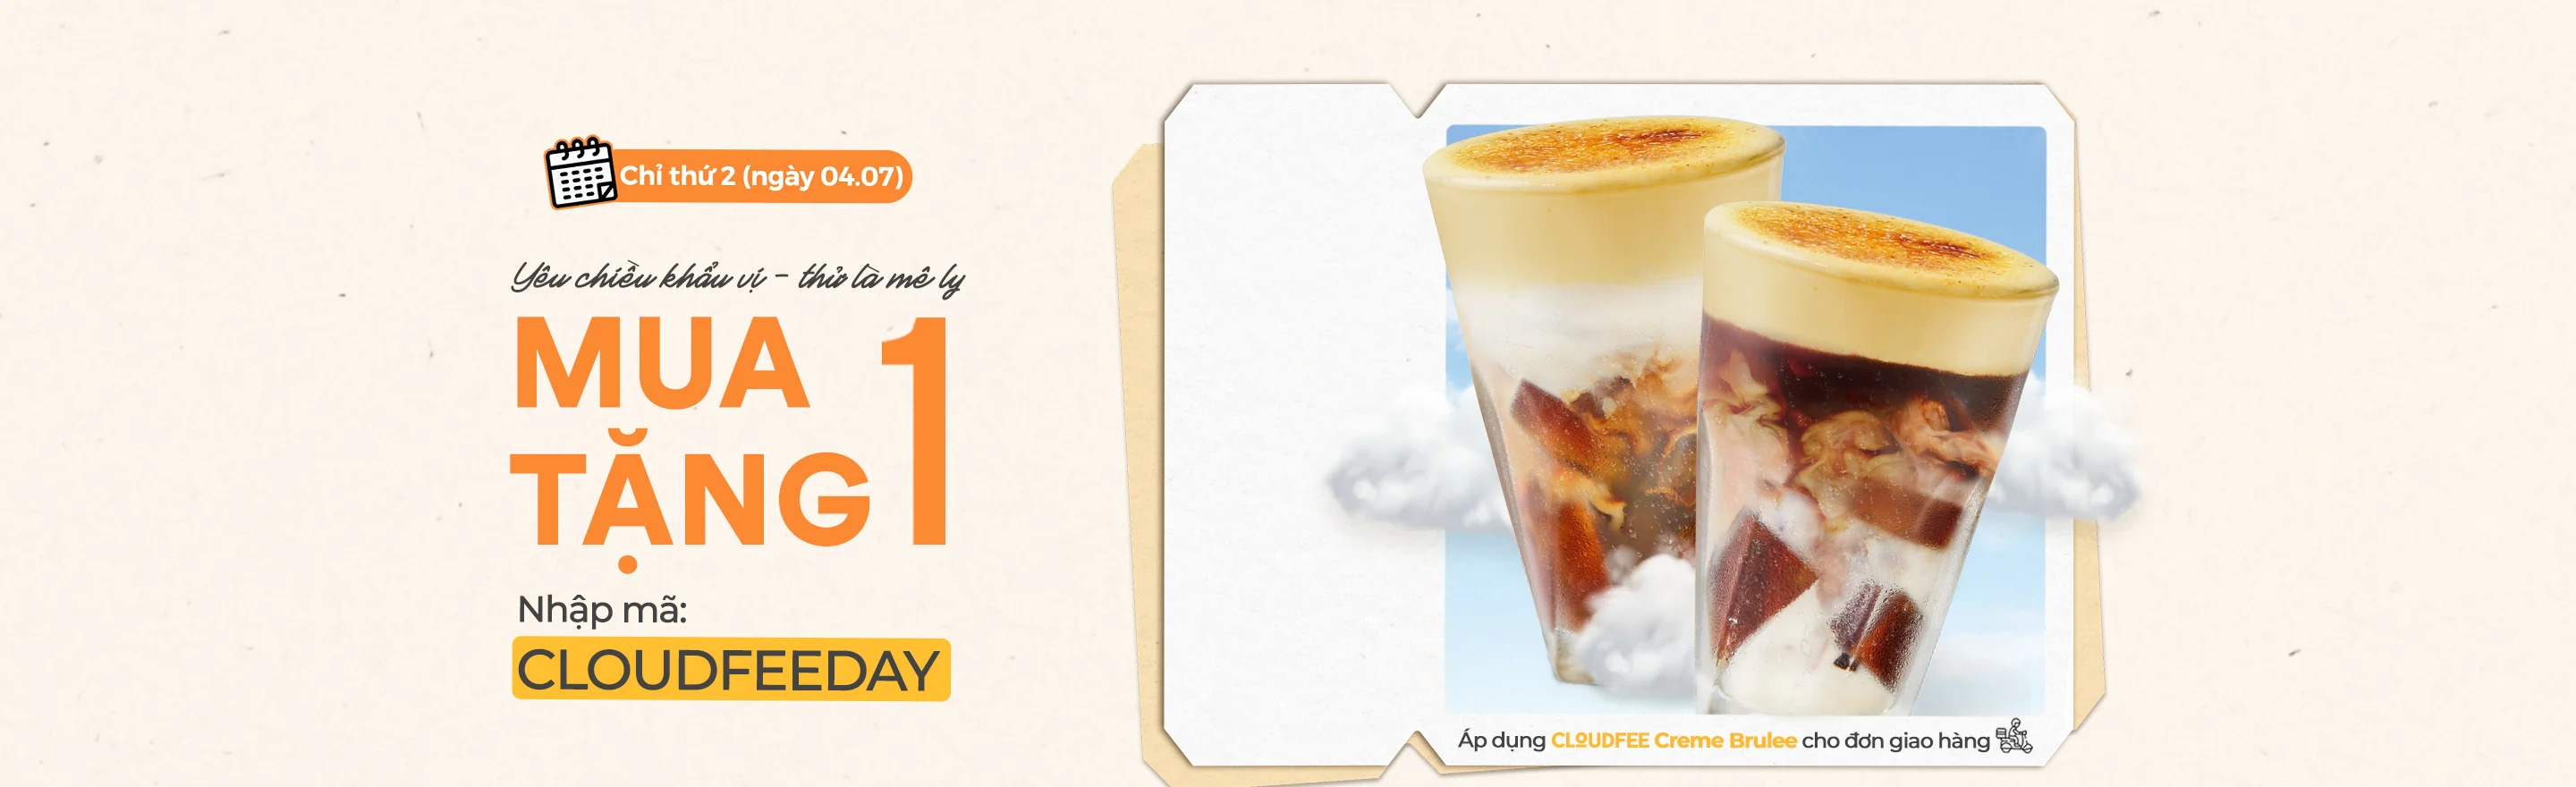 Chỉ thứ 2 (ngày 04.07)
Yêu chiều khẩu vị - thử là mê ly
MUA
TẶNG 1
Nhập mã:
CLOUDFEEDAY
Áp dụng CLOUDFEE Creme Brulee cho đơn giao hàng